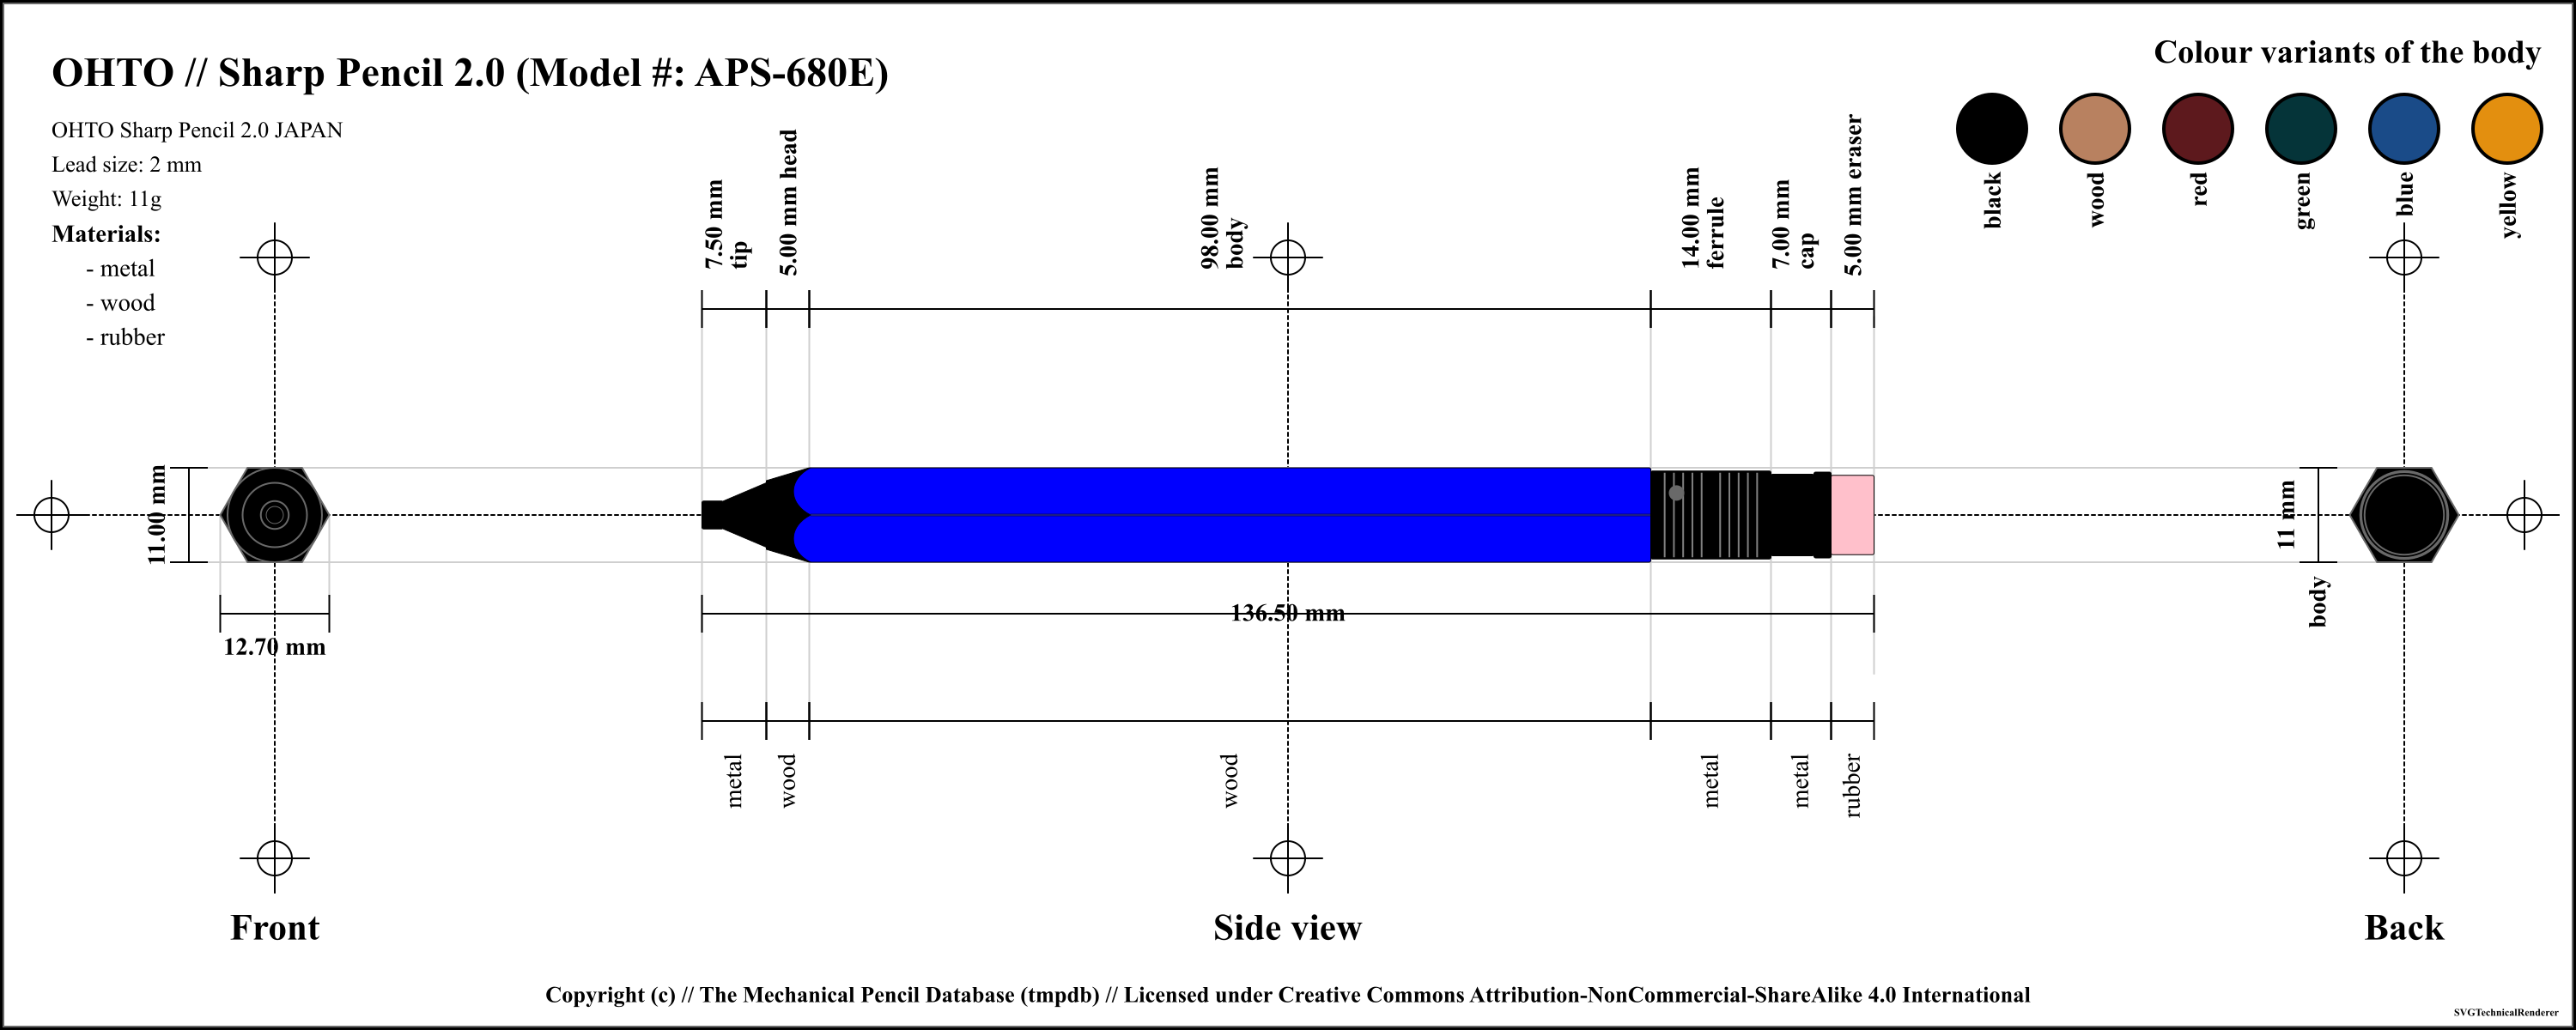 OHTO // Sharp Pencil 2.0 (Model #: APS-680E)
OHTO Sharp Pencil 2.0 JAPAN
Lead size: 2 mm
Weight: 11g
Materials:
- metal
- wood
- rubber
Colour variants of the body
black
wood
red
green
blue
yellow
7.50 mm
tip
5.00 mm head
98.00 mm
body
14.00 mm
ferrule
7.00 mm
cap
5.00 mm eraser
11.00 mm
12.70 mm
136.50 mm
11 mm
body
metal
wood
wood
metal
metal
rubber
Front
Side view
Back
Copyright (c) // The Mechanical Pencil Database (tmpdb) // Licensed under Creative Commons Attribution-NonCommercial-ShareAlike 4.0 International
SVGTechnicalRenderer